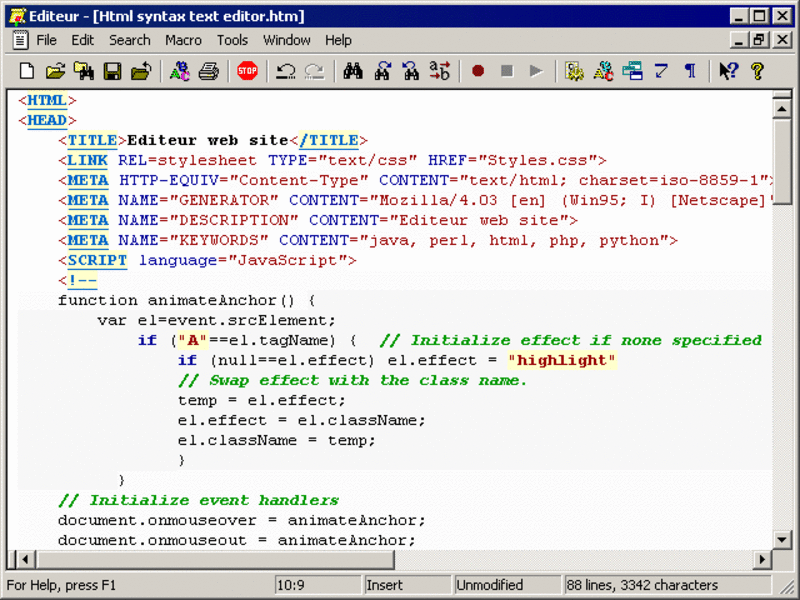 Editeur - [Html syntax text editor.htm]
File Edit Search Macro Tools Window Help
STOP
<HTML>
<HEAD>
<TITLE>Editeur web site</TITLE>
<LINK REL=stylesheet TYPE="text/css" HREF="Styles.css">
<META HTTP-EQUIV="Content-Type" CONTENT="text/html; charset=iso-8859-1">
<META NAME="GENERATOR" CONTENT="Mozilla/4.03 [en] (Win95; I) [Netscape]"
<META NAME="DESCRIPTION" CONTENT="Editeur web site">
<META NAME="KEYWORDS" CONTENT="java, perl, html, php, python">
<SCRIPT language="JavaScript">
<!--
function animateAnchor() {
var el=event.srcElement;
if ("A"==el.tagName) { // Initialize effect if none specified
if (null==el.effect) el.effect = "highlight"
// Swap effect with the class name.
temp = el.effect;
el.effect = el.className;
el.className = temp;
}
}
// Initialize event handlers
document.onmouseover = animateAnchor;
document.onmouseout = animateAnchor;
For Help, press F1 10:9 Insert Unmodified 88 lines, 3342 characters